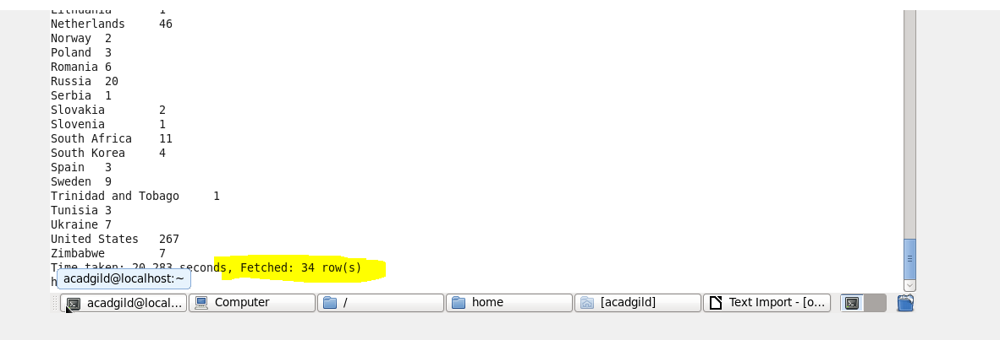 Lithuania 1
Netherlands 46
Norway 2
Poland 3
Romania 6
Russia 20
Serbia 1
Slovakia 2
Slovenia 1
South Africa 11
South Korea 4
Spain 3
Sweden 9
Trinidad and Tobago 1
Tunisia 3
Ukraine 7
United States 267
Zimbabwe 7
Time taken: 20.283 seconds, Fetched: 34 row(s)
h
acadgild@localhost:~
acadgild@local... Computer / home [acadgild] Text Import - [o...